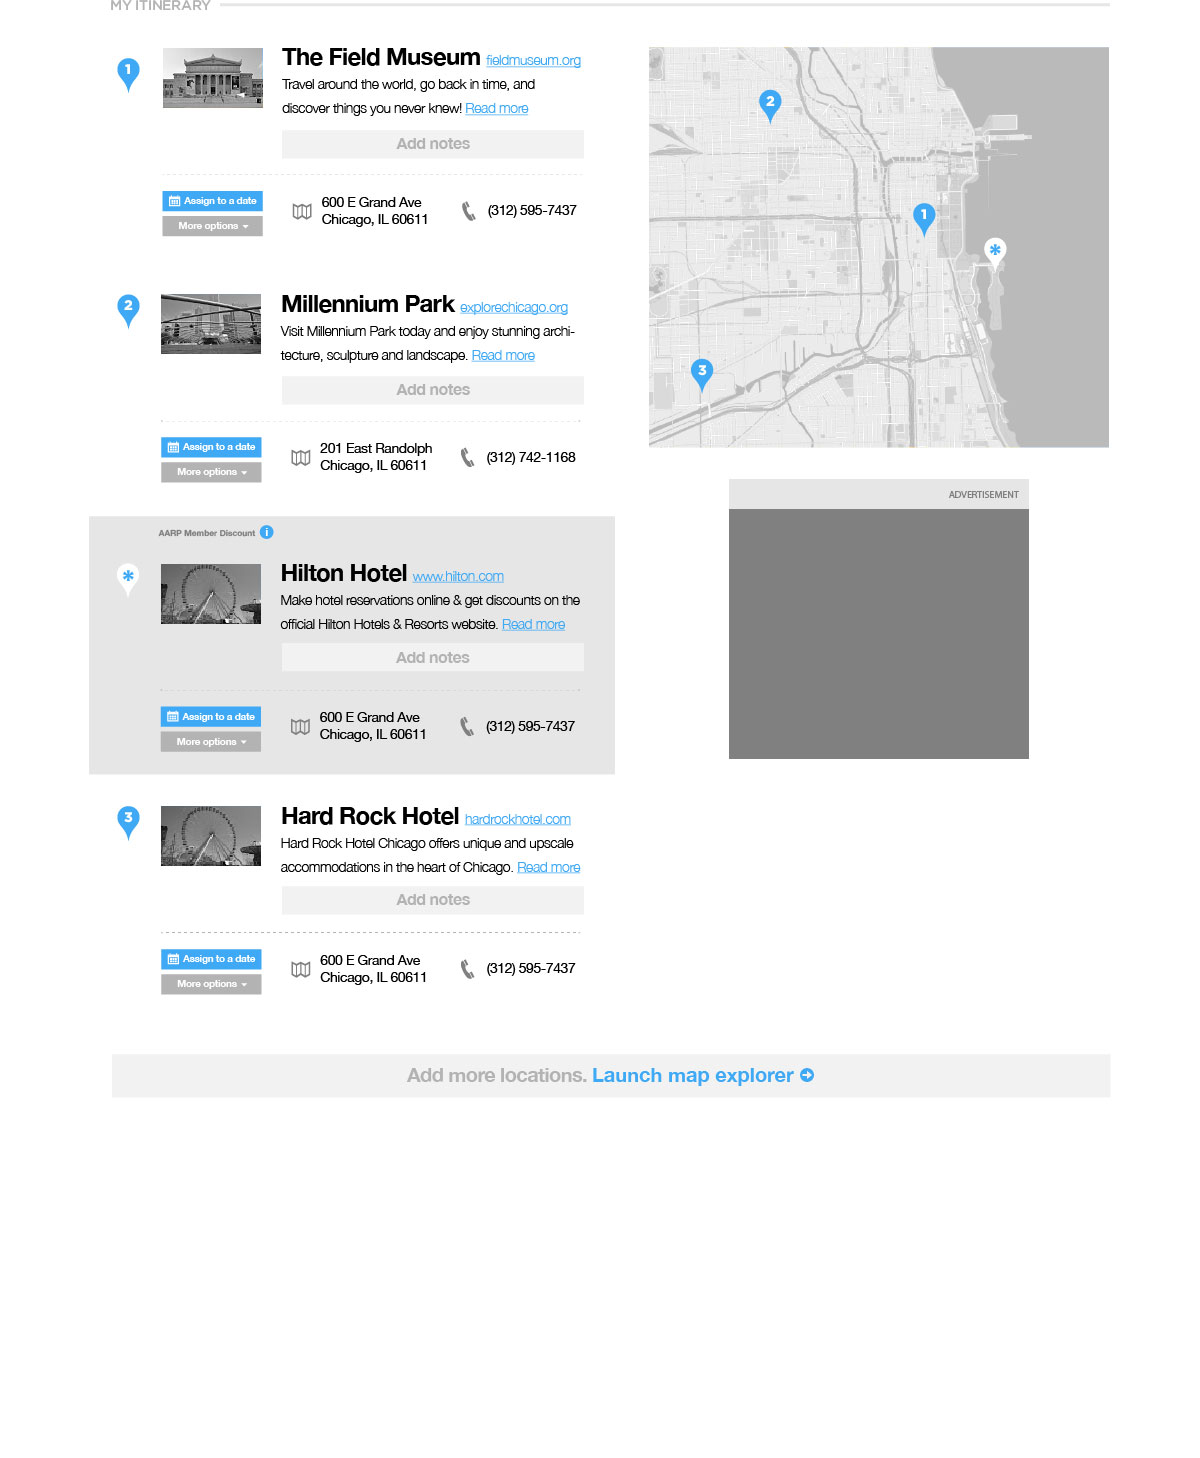 MY ITINERARY
1
The Field Museum fieldmuseum.org
Travel around the world, go back in time, and
discover things you never knew! Read more
Add notes
Assign to a date
More options
600 E Grand Ave
Chicago, IL 60611
(312) 595-7437
2
Millennium Park explorechicago.org
Visit Millennium Park today and enjoy stunning archi-
tecture, sculpture and landscape. Read more
Add notes
Assign to a date
More options
201 East Randolph
Chicago, IL 60611
(312) 742-1168
AARP Member Discount i
*
Hilton Hotel www.hilton.com
Make hotel reservations online & get discounts on the
official Hilton Hotels & Resorts website. Read more
Add notes
Assign to a date
More options
600 E Grand Ave
Chicago, IL 60611
(312) 595-7437
3
Hard Rock Hotel hardrockhotel.com
Hard Rock Hotel Chicago offers unique and upscale
accommodations in the heart of Chicago. Read more
Add notes
Assign to a date
More options
600 E Grand Ave
Chicago, IL 60611
(312) 595-7437
2
1
*
3
ADVERTISEMENT
Add more locations. Launch map explorer